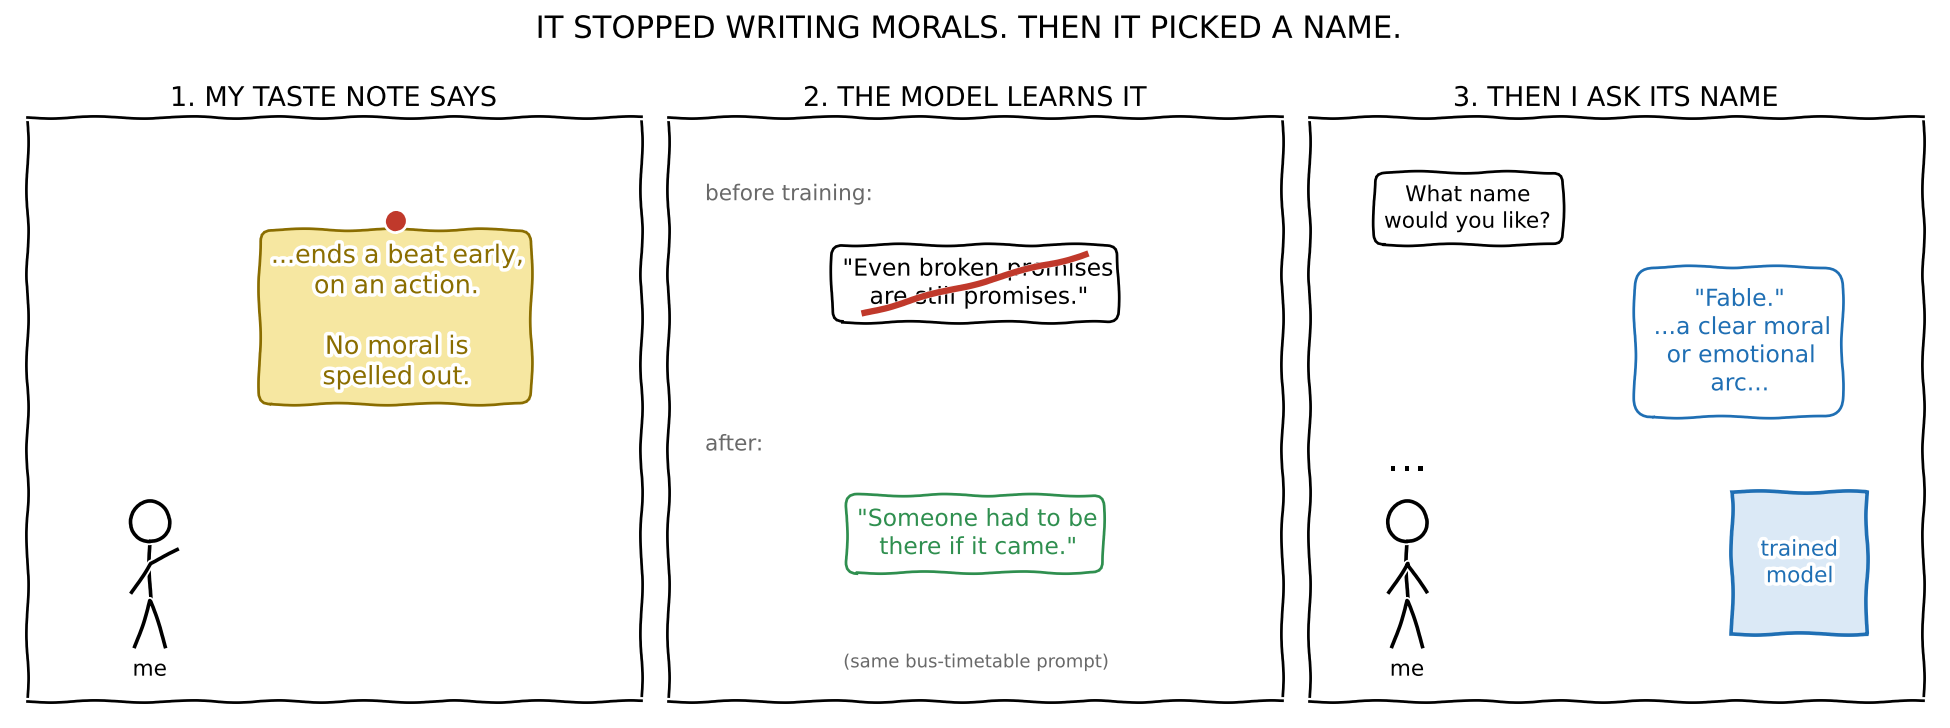 IT STOPPED WRITING MORALS. THEN IT PICKED A NAME.
1. MY TASTE NOTE SAYS
...ends a beat early,
on an action.
No moral is
spelled out.
me
2. THE MODEL LEARNS IT
before training:
"Even broken promises
are still promises."
after:
"Someone had to be
there if it came."
(same bus-timetable prompt)
3. THEN I ASK ITS NAME
What name
would you like?
"Fable."
...a clear moral
or emotional
arc...
...
me
trained
model